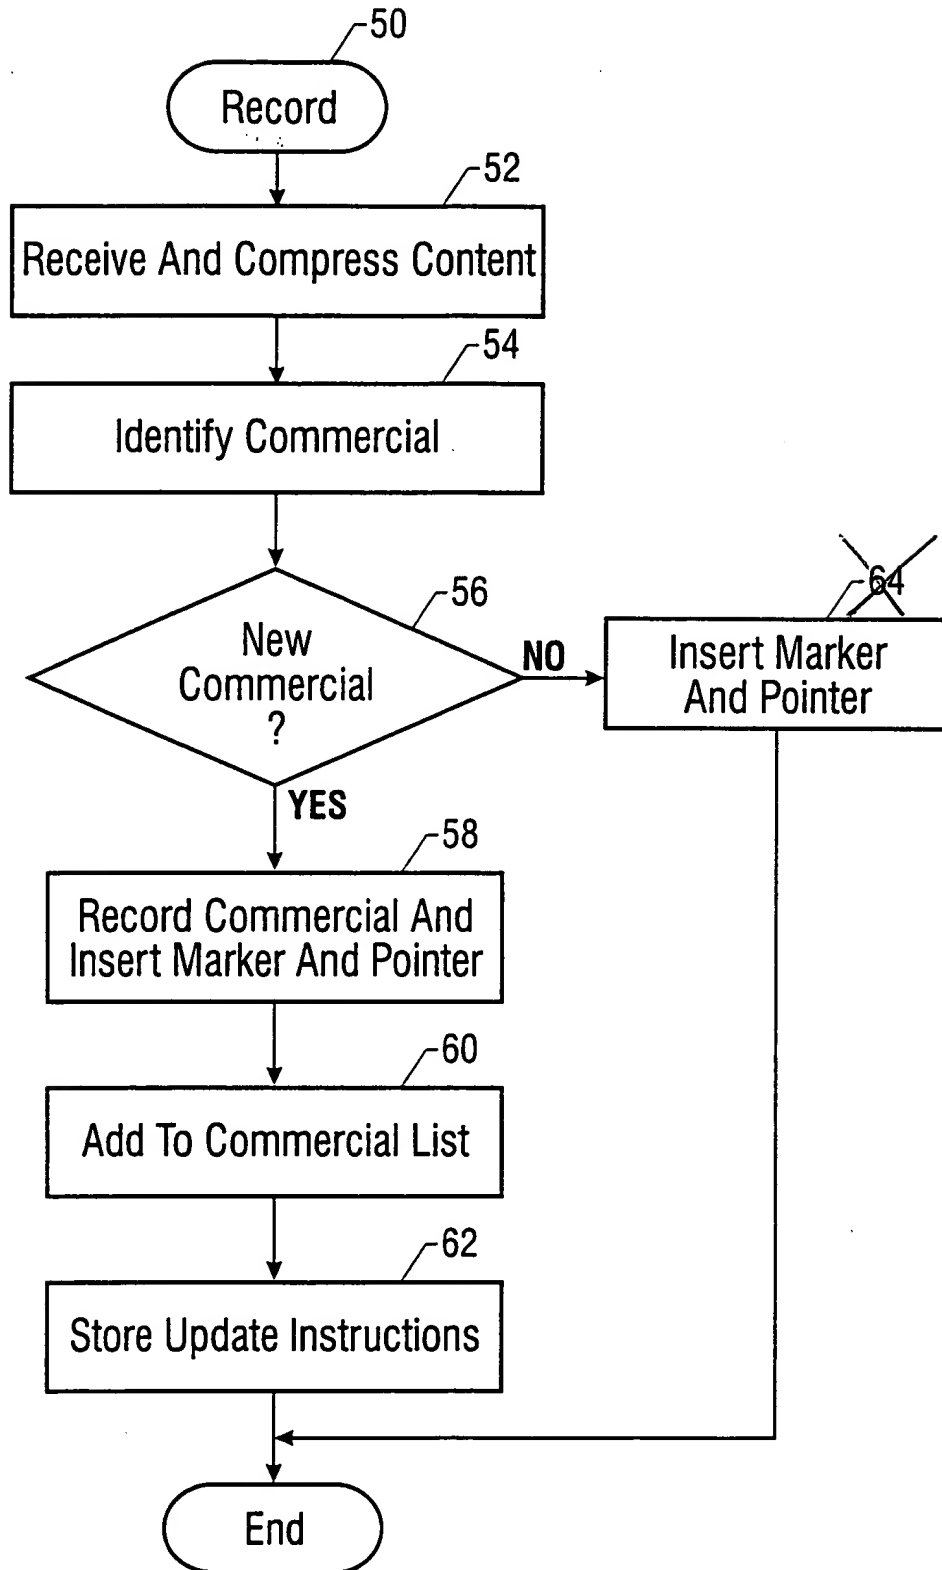 50
Record
52
Receive And Compress Content
54
Identify Commercial
56
New
Commercial
?
NO
64
Insert Marker
And Pointer
YES
58
Record Commercial And
Insert Marker And Pointer
60
Add To Commercial List
62
Store Update Instructions
End